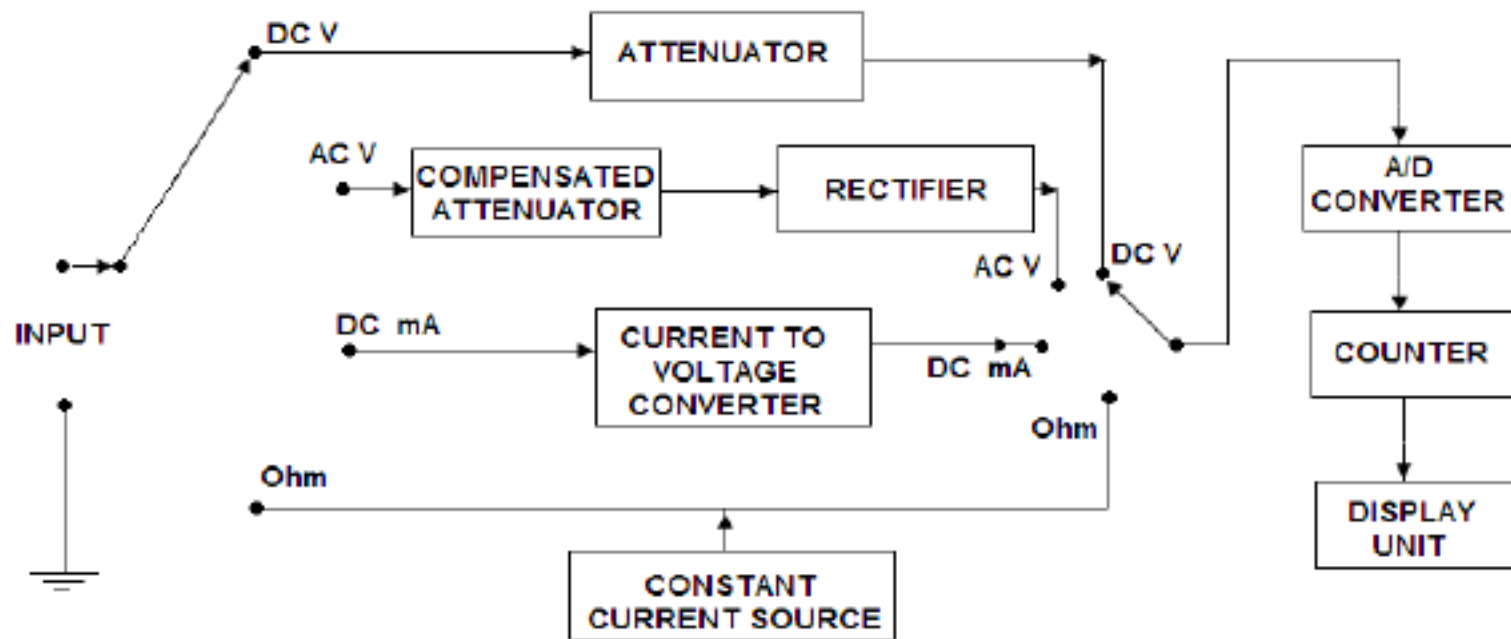 DC V
ATTENUATOR
AC V
COMPENSATED
ATTENUATOR
RECTIFIER
A/D
CONVERTER
DC V
AC V
INPUT
DC mA
CURRENT TO
VOLTAGE
CONVERTER
DC mA
COUNTER
Ohm
Ohm
CONSTANT
CURRENT SOURCE
DISPLAY
UNIT